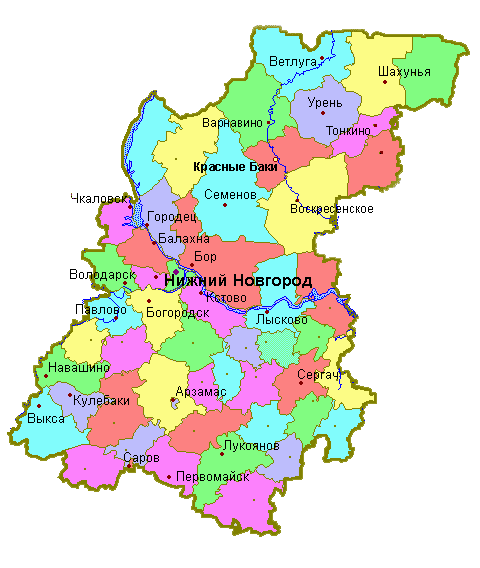 Ветлуга
Шахунья
Урень
Варнавино
Тонкино
Красные Баки
Семенов
Чкаловск
Воскресенское
Городец
Балахна
Бор
Володарск
Нижний Новгород
Кстово
Павлово
Богородск
Лысково
Навашино
Сергач
Кулебаки
Арзамас
Выкса
Лукоянов
Саров
Первомайск